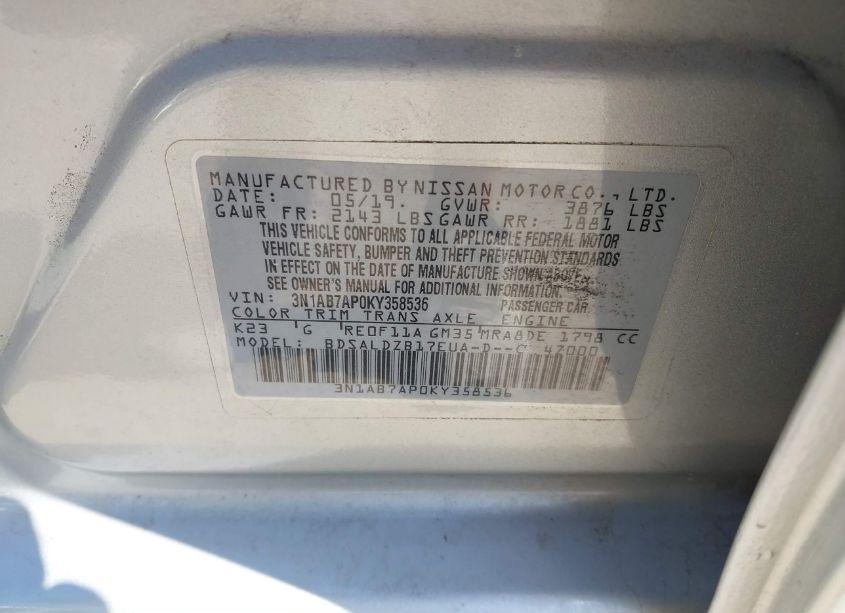 MANUFACTURED BY NISSAN MOTOR CO., LTD.
DATE: 05/19. GVWR: 3876 LBS
GAWR FR: 2143 LBS GAWR RR: 1881 LBS
THIS VEHICLE CONFORMS TO ALL APPLICABLE FEDERAL MOTOR
VEHICLE SAFETY, BUMPER AND THEFT PREVENTION STANDARDS
IN EFFECT ON THE DATE OF MANUFACTURE SHOWN ABOVE.
SEE OWNER'S MANUAL FOR ADDITIONAL INFORMATION.
VIN: 3N1AB7AP0KY358536 PASSENGER CAR
COLOR TRIM TRANS AXLE ENGINE
K23 G RE0F11A GM35 MRA8DE 1798 CC
MODEL: BDSALDZB17EUA-D--C 47000
3N1AB7AP0KY358536